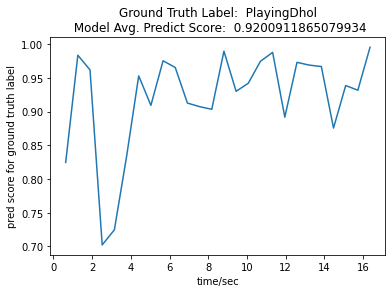 Ground Truth Label:  PlayingDhol
Model Avg. Predict Score:  0.9200911865079934
1.00
0.95
0.90
0.85
0.80
0.75
0.70
pred score for ground truth label
0 2 4 6 8 10 12 14 16
time/sec